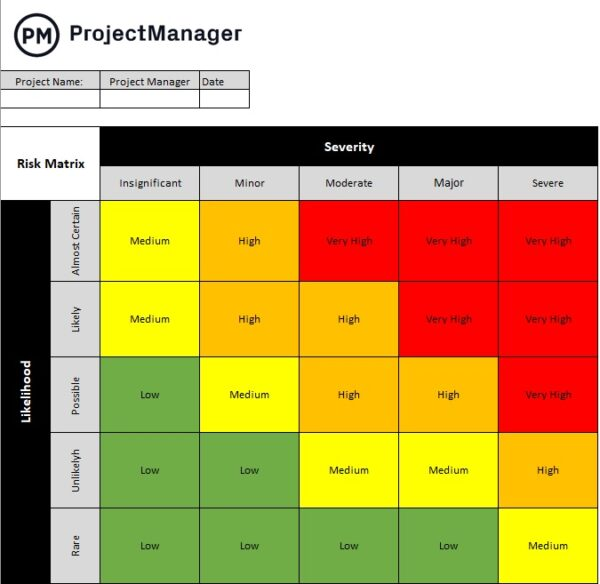 PM ProjectManager
Project Name: Project Manager Date
Risk Matrix
Severity
Insignificant Minor Moderate Major Severe
Likelihood
Almost Certain Medium High Very High Very High Very High
Likely Medium High High Very High Very High
Possible Low Medium High High Very High
Unlikelyh Low Low Medium Medium High
Rare Low Low Low Low Medium